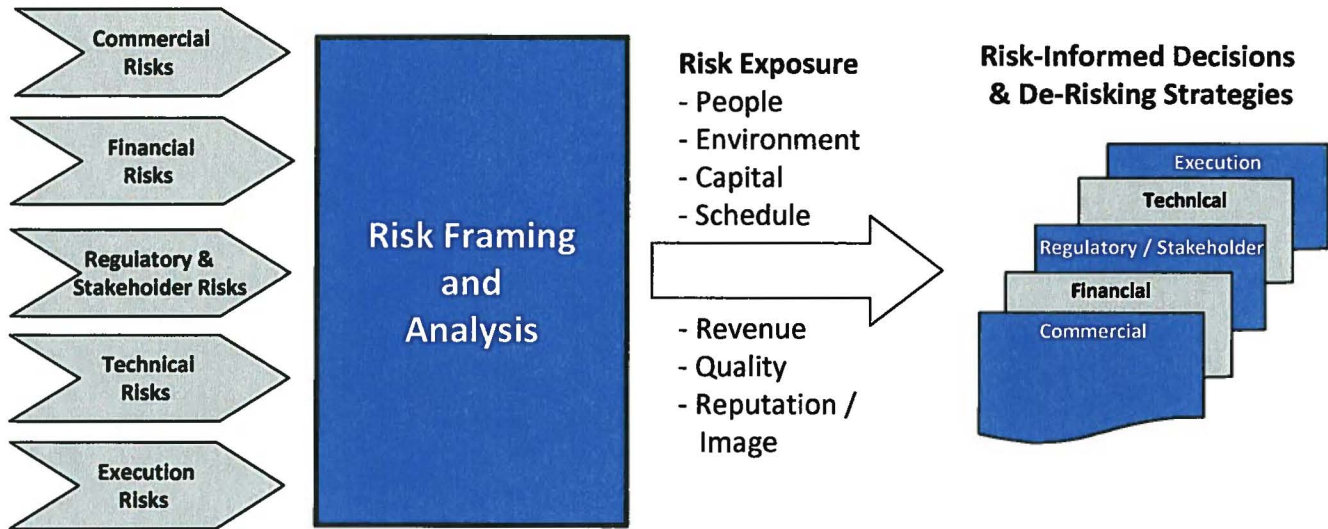 Commercial
Risks
Financial
Risks
Regulatory &
Stakeholder Risks
Technical
Risks
Execution
Risks
Risk Framing
and
Analysis
Risk Exposure
- People
- Environment
- Capital
- Schedule
- Revenue
- Quality
- Reputation /
Image
Risk-Informed Decisions
& De-Risking Strategies
Execution
Technical
Regulatory / Stakeholder
Financial
Commercial